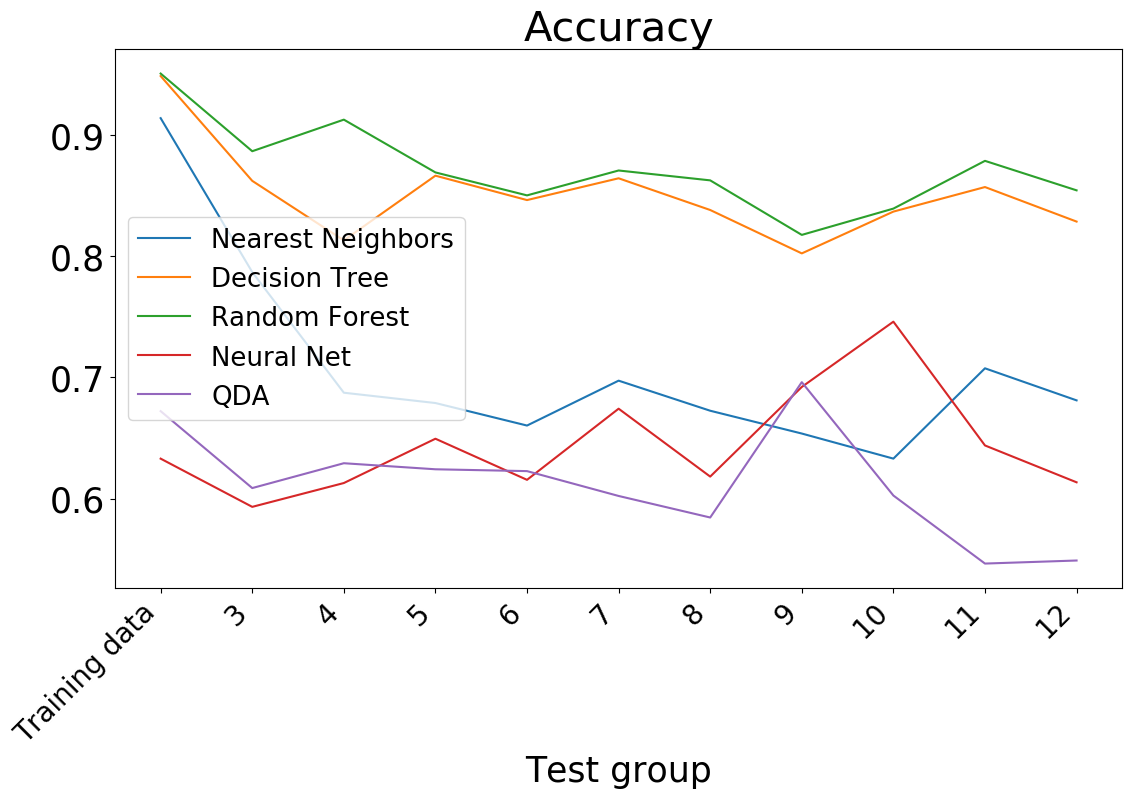 Accuracy
0.9
0.8
0.7
0.6
Nearest Neighbors
Decision Tree
Random Forest
Neural Net
QDA
Training data
3
4
5
6
7
8
9
10
11
12
Test group